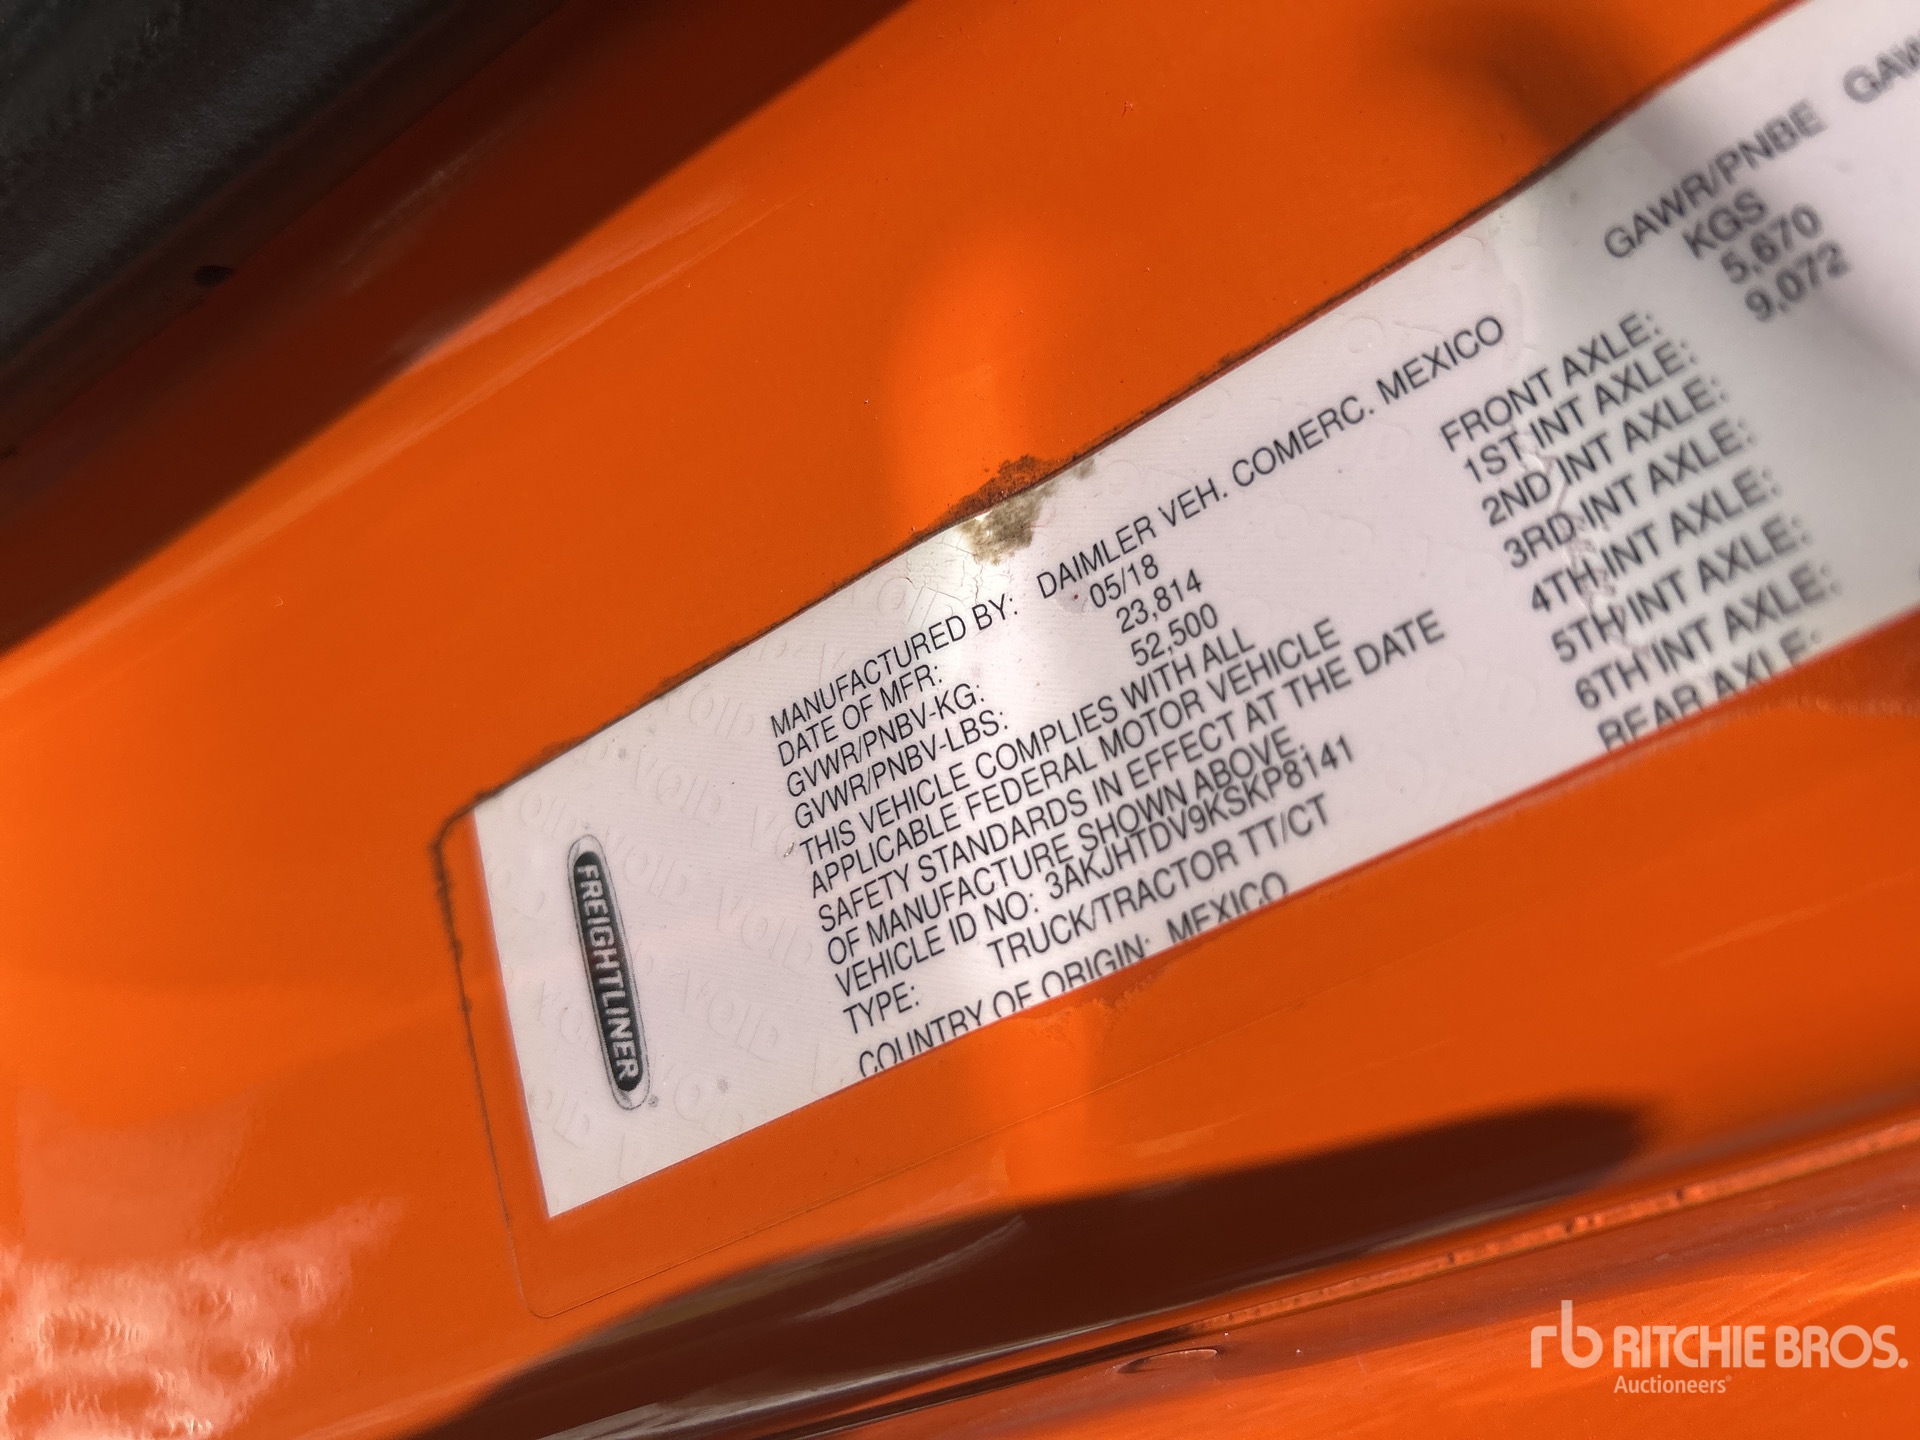 FREIGHTLINER
MANUFACTURED BY: DAIMLER VEH. COMERC. MEXICO
DATE OF MFR: 05/18
GVWR/PNBV-KG: 23,814
GVWR/PNBV-LBS: 52,500
THIS VEHICLE COMPLIES WITH ALL
APPLICABLE FEDERAL MOTOR VEHICLE
SAFETY STANDARDS IN EFFECT AT THE DATE
OF MANUFACTURE SHOWN ABOVE.
VEHICLE ID NO: 3AKJHTDV9KSKP8141
TYPE: TRUCK/TRACTOR TT/CT
COUNTRY OF ORIGIN: MEXICO
GAWR/PNBE GAW
KGS
FRONT AXLE: 5,670
1ST INT AXLE: 9,072
2ND INT AXLE:
3RD INT AXLE:
4TH INT AXLE:
5TH INT AXLE:
6TH INT AXLE:
REAR AXLE:
rb RITCHIE BROS.
Auctioneers